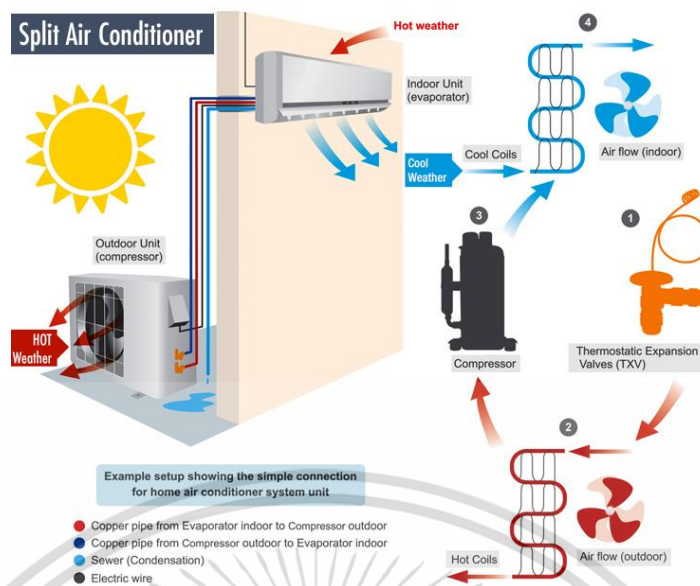 Split Air Conditioner
Hot weather
Indoor Unit
(evaporator)
Cool
Weather
Cool Coils
4
Air flow (indoor)
Outdoor Unit
(compressor)
HOT
Weather
3
Compressor
1
Thermostatic Expansion
Valves (TXV)
2
Hot Coils
Air flow (outdoor)
Example setup showing the simple connection
for home air conditioner system unit
Copper pipe from Evaporator indoor to Compressor outdoor
Copper pipe from Compressor outdoor to Evaporator indoor
Sewer (Condensation)
Electric wire